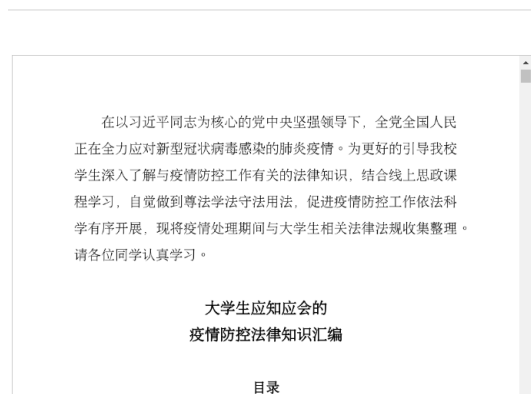 在以习近平同志为核心的党中央坚强领导下，全党全国人民
正在全力应对新型冠状病毒感染的肺炎疫情。为更好的引导我校
学生深入了解与疫情防控工作有关的法律知识，结合线上思政课
程学习，自觉做到尊法学法守法用法，促进疫情防控工作依法科
学有序开展，现将疫情处理期间与大学生相关法律法规收集整理。
请各位同学认真学习。
大学生应知应会的
疫情防控法律知识汇编
目录